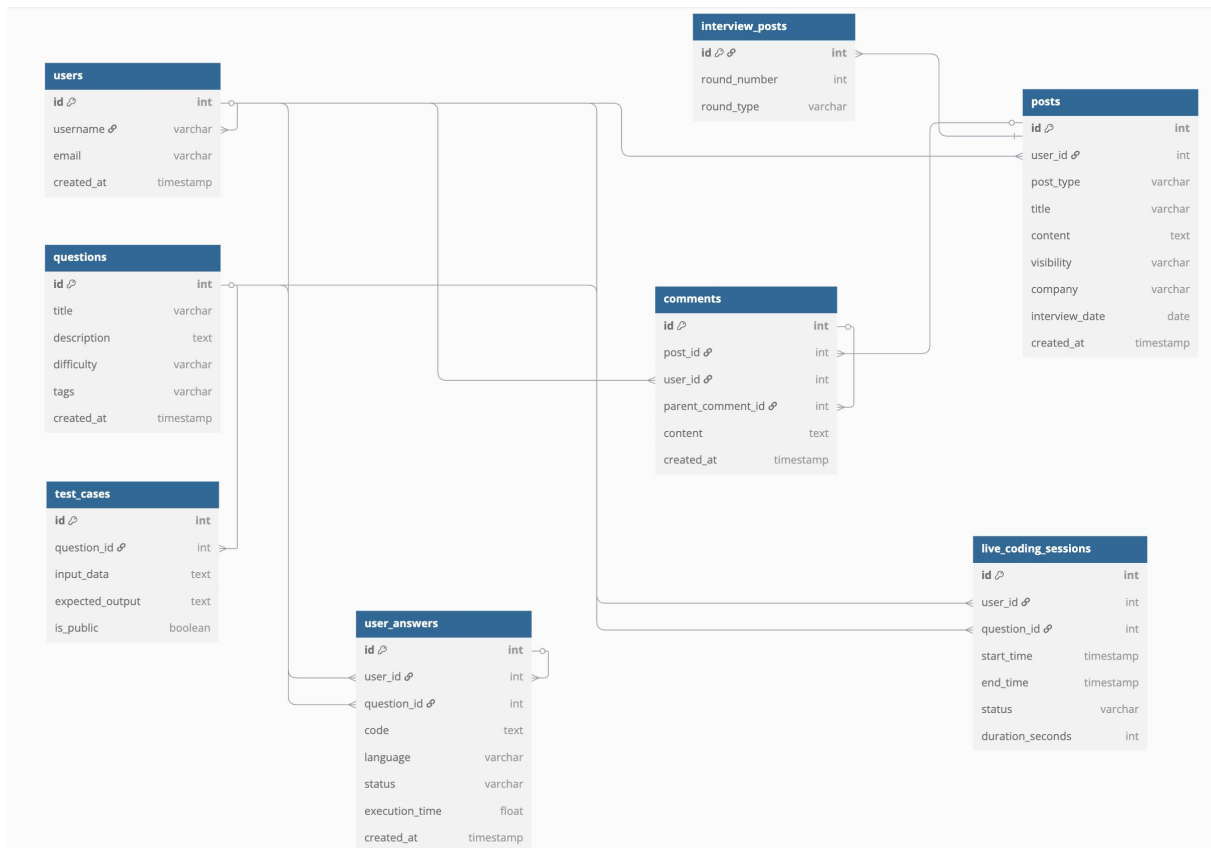 users
id int
username varchar
email varchar
created_at timestamp
questions
id int
title varchar
description text
difficulty varchar
tags varchar
created_at timestamp
test_cases
id int
question_id int
input_data text
expected_output text
is_public boolean
user_answers
id int
user_id int
question_id int
code text
language varchar
status varchar
execution_time float
created_at timestamp
interview_posts
id int
round_number int
round_type varchar
comments
id int
post_id int
user_id int
parent_comment_id int
content text
created_at timestamp
posts
id int
user_id int
post_type varchar
title varchar
content text
visibility varchar
company varchar
interview_date date
created_at timestamp
live_coding_sessions
id int
user_id int
question_id int
start_time timestamp
end_time timestamp
status varchar
duration_seconds int